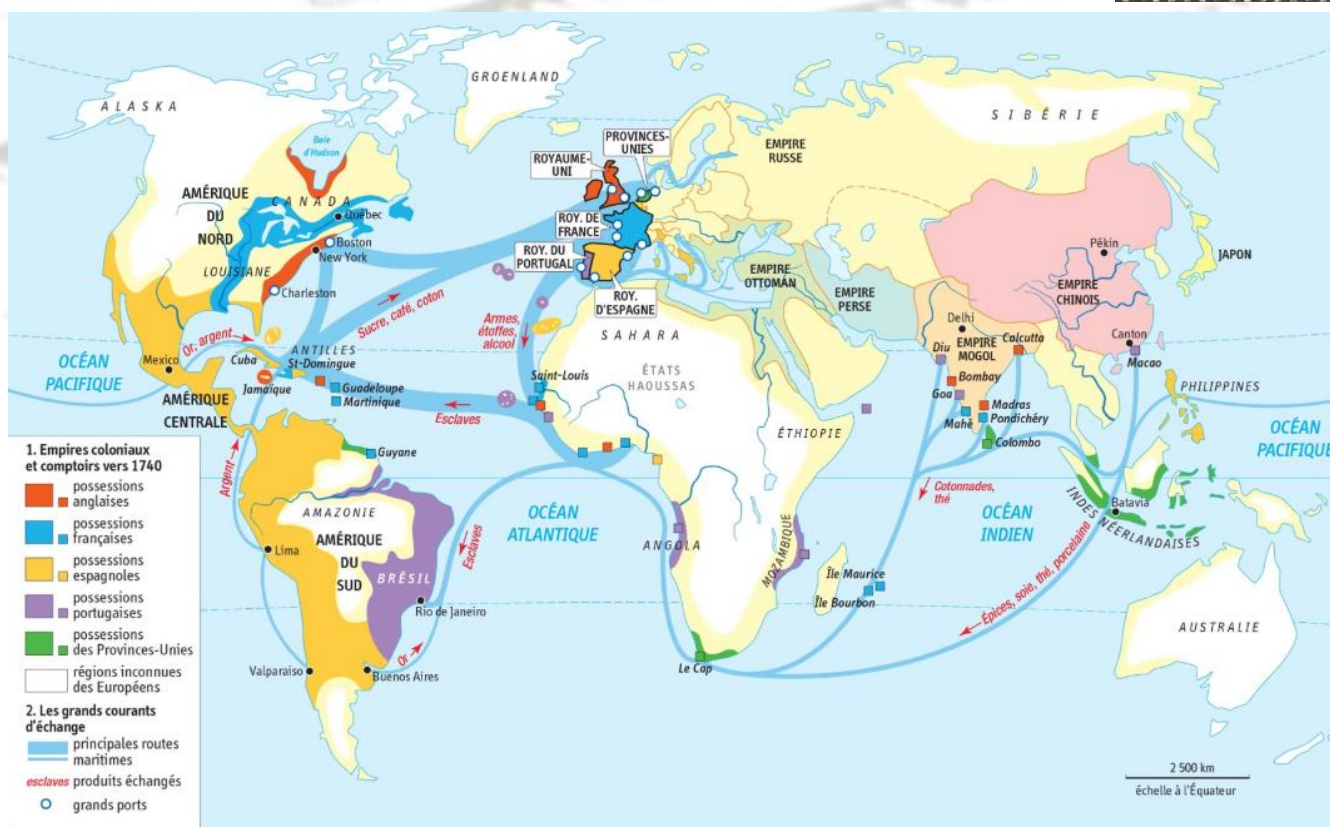 GROENLAND
ALASKA
SIBÉRIE
Baie
d'Hudson
PROVINCES-
UNIES
ROYAUME-
UNI
EMPIRE
RUSSE
AMÉRIQUE
DU
NORD
CANADA
Québec
ROY. DE
FRANCE
Boston
New York
LOUISIANE
Charleston
ROY. DU
PORTUGAL
ROY.
D'ESPAGNE
EMPIRE
OTTOMAN
EMPIRE
PERSE
Pékin
JAPON
EMPIRE
CHINOIS
Delhi
EMPIRE
MOGOL
Calcutta
Canton
Macao
Diu
Bombay
Goa
Madras
Mahé
Pondichéry
Colombo
PHILIPPINES
Sucre, café, coton
Armes,
étoffes,
alcool
SAHARA
ÉTATS
HAOUSSAS
Or, argent
OCÉAN
PACIFIQUE
Mexico
Cuba
ANTILLES
St-Domingue
Jamaïque
Guadeloupe
Martinique
AMÉRIQUE
CENTRALE
Saint-Louis
Esclaves
ÉTHIOPIE
OCÉAN
PACIFIQUE
Guyane
Argent
AMAZONIE
OCÉAN
ATLANTIQUE
Cotonnades,
thé
OCÉAN
INDIEN
Batavia
INDES NÉERLANDAISES
Lima
AMÉRIQUE
DU
SUD
BRÉSIL
Esclaves
ANGOLA
MOZAMBIQUE
Île Maurice
Île Bourbon
Épices, soie, thé, porcelaine
Rio de Janeiro
AUSTRALIE
Valparaiso
Or
Buenos Aires
Le Cap
1. Empires coloniaux
et comptoirs vers 1740
possessions
anglaises
possessions
françaises
possessions
espagnoles
possessions
portugaises
possessions
des Provinces-Unies
régions inconnues
des Européens
2. Les grands courants
d'échange
principales routes
maritimes
esclaves produits échangés
grands ports
2 500 km
échelle à l'Équateur